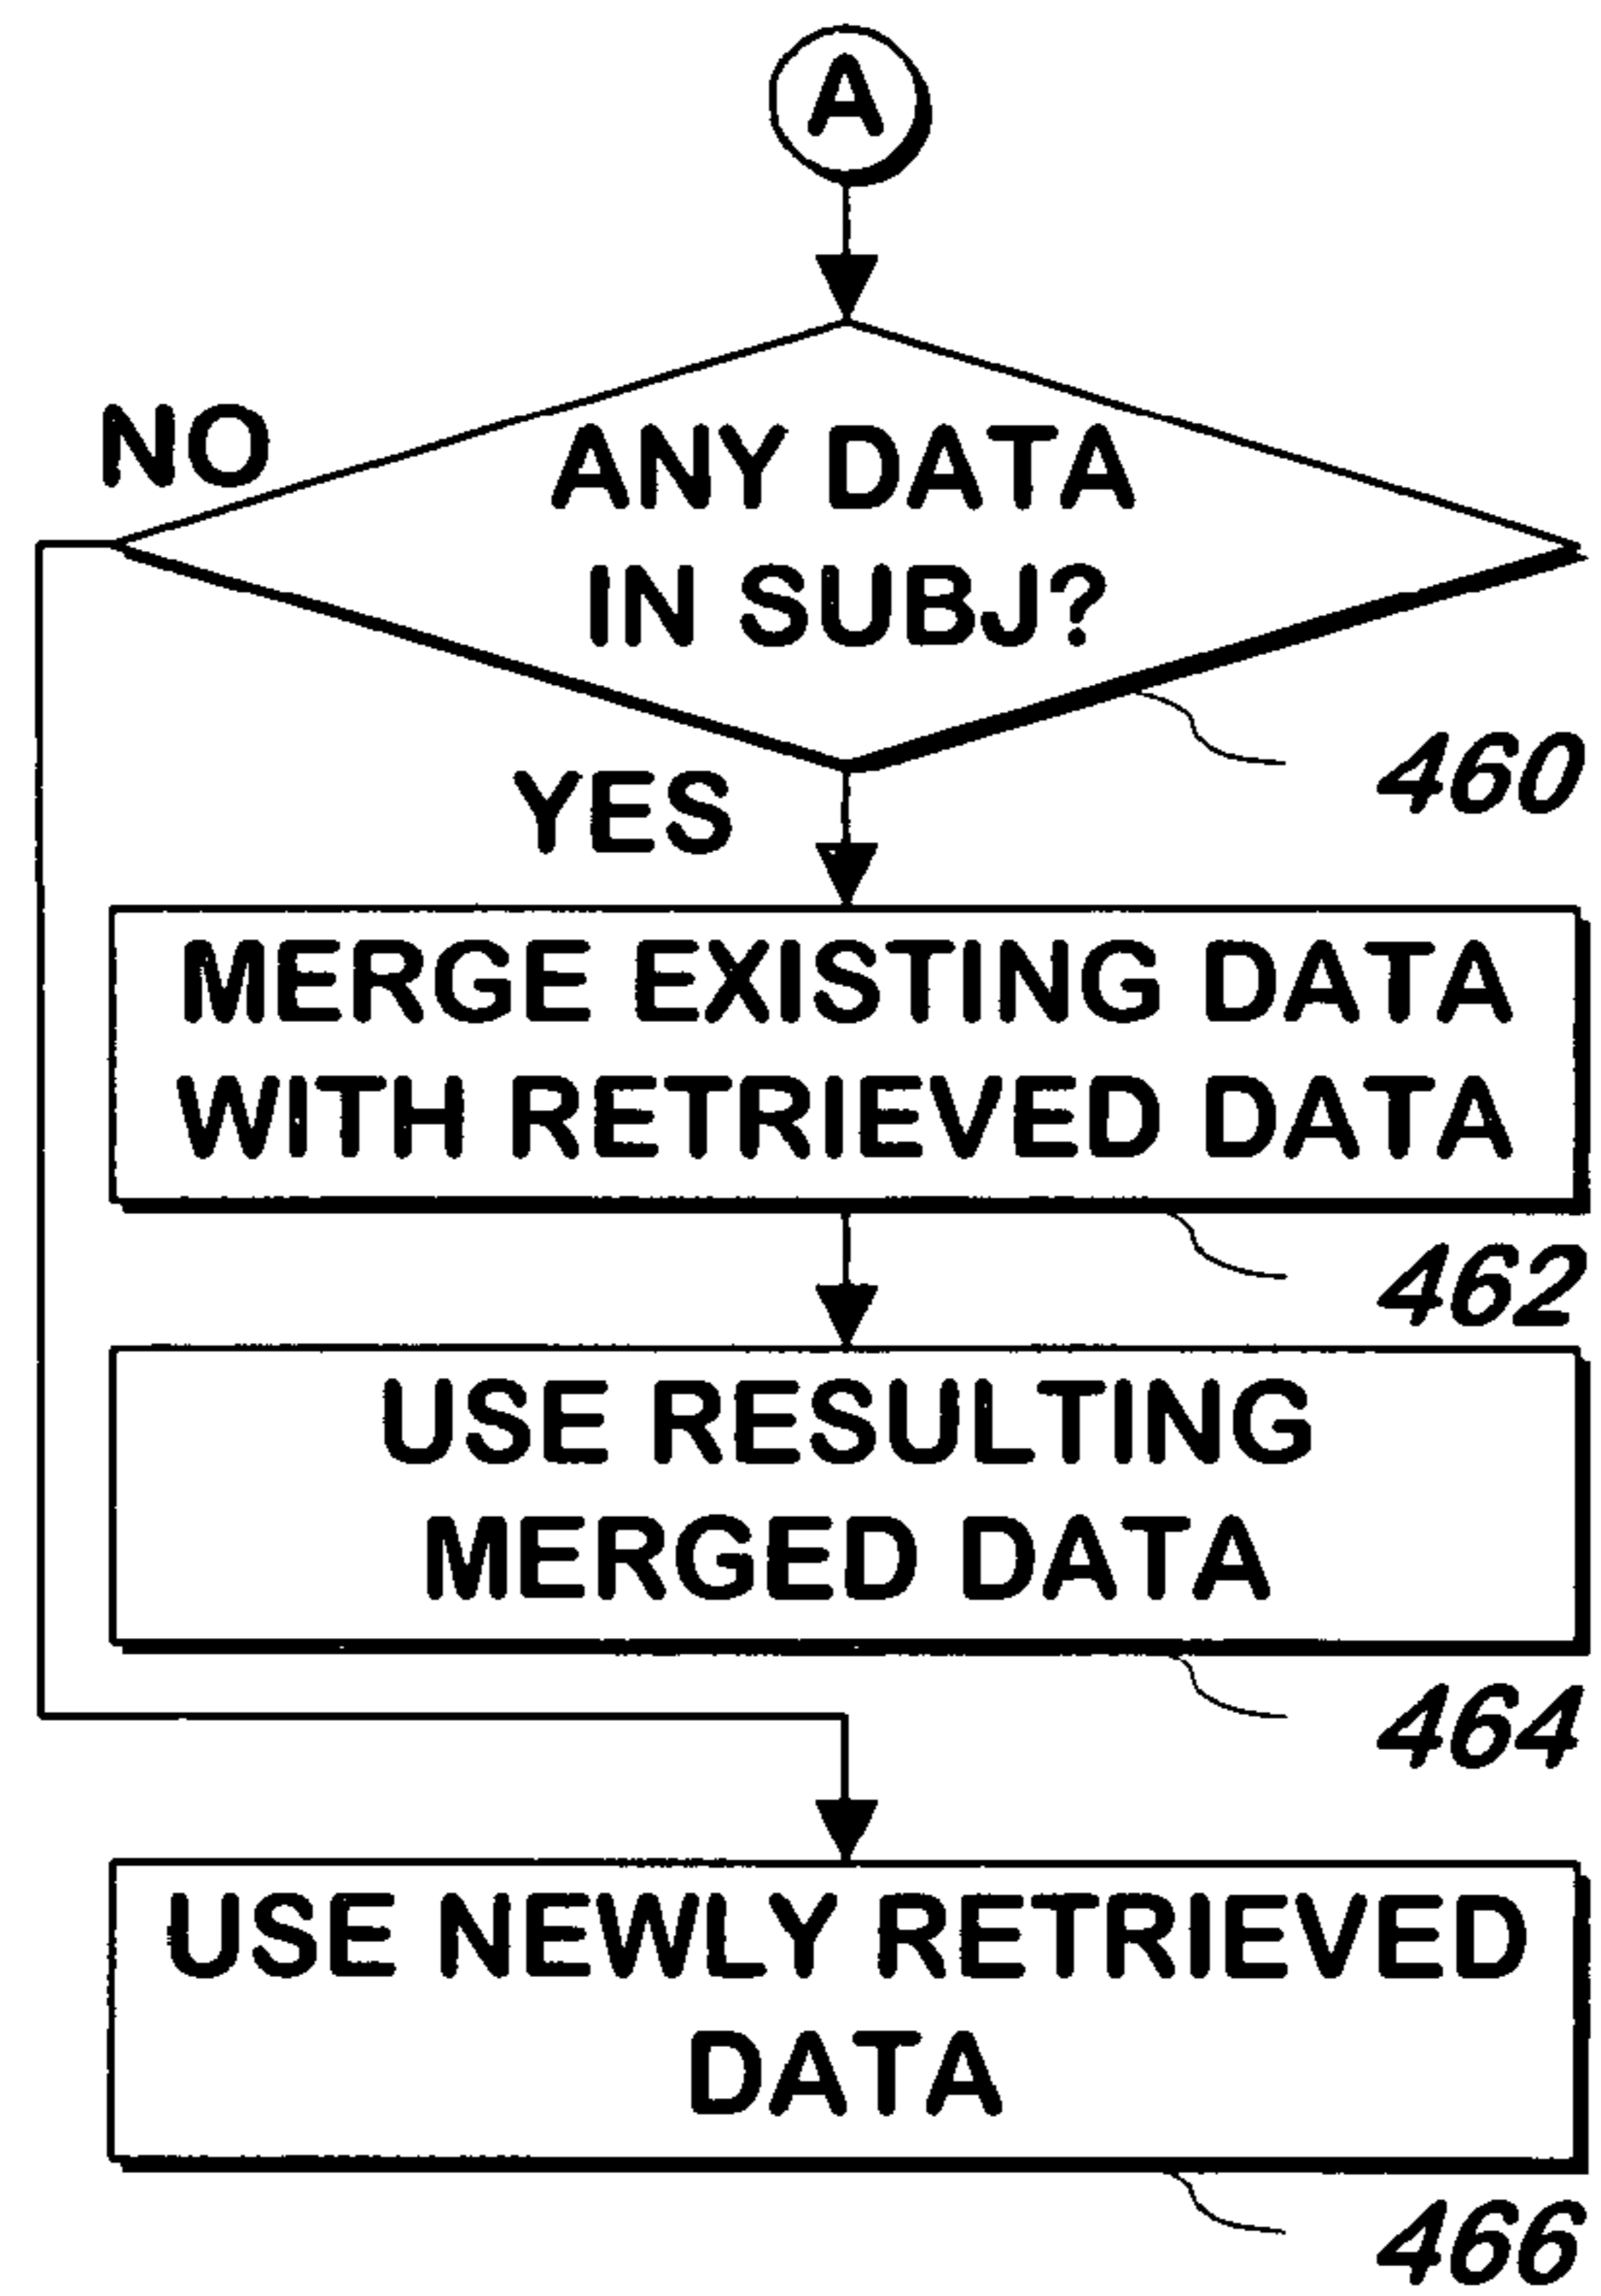 A
NO
ANY DATA
IN SUBJ?
460
YES
MERGE EXISTING DATA
WITH RETRIEVED DATA
462
USE RESULTING
MERGED DATA
464
USE NEWLY RETRIEVED
DATA
466